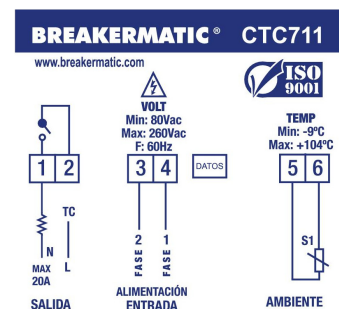 BREAKERMATIC® CTC711
www.breakermatic.com
ISO
9001
VOLT
Min: 80Vac
Max: 260Vac
F: 60Hz
TEMP
Min: -9ºC
Max: +104ºC
1 2
3 4
DATOS
5 6
TC
N
L
MAX
20A
SALIDA
FASE 2
FASE 1
ALIMENTACIÓN
ENTRADA
S1
AMBIENTE